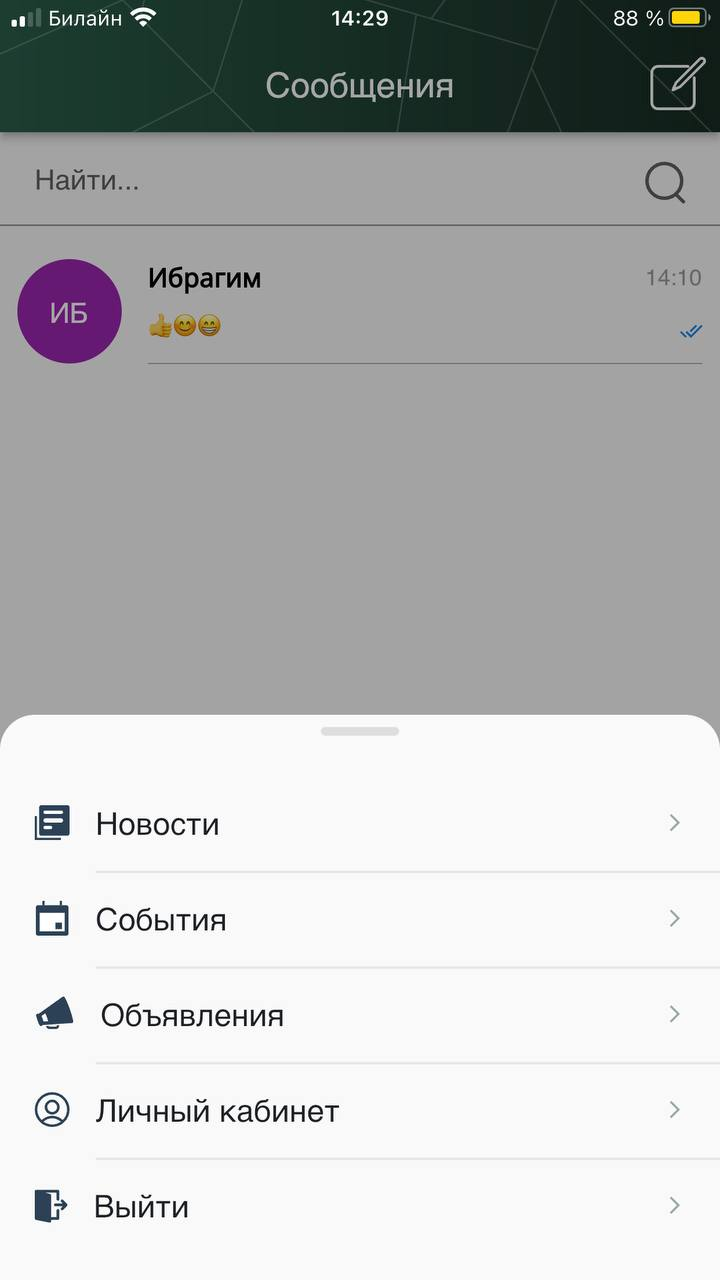 Билайн 14:29 88 %
Сообщения
Найти...
ИБ Ибрагим 14:10
👍😊😁
Новости
События
Объявления
Личный кабинет
Выйти